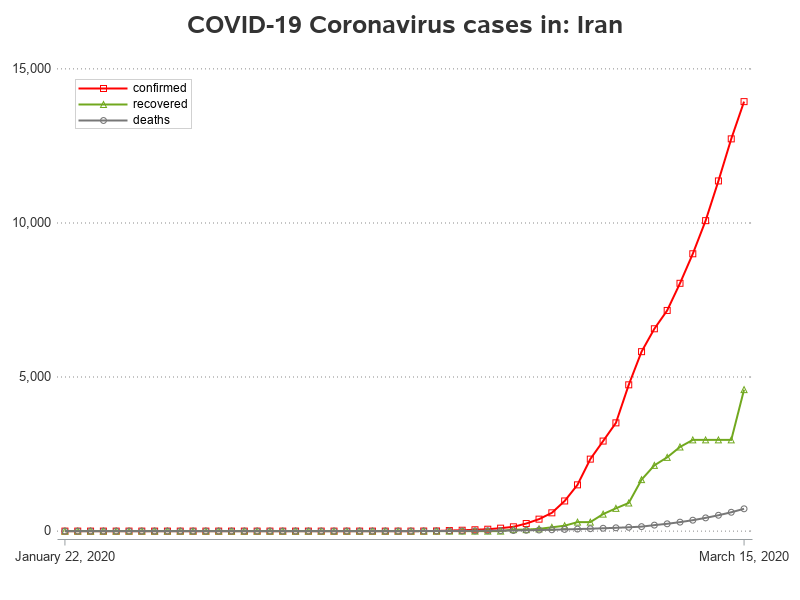 COVID-19 Coronavirus cases in: Iran
15,000
confirmed
recovered
deaths
10,000
5,000
0
January 22, 2020
March 15, 2020